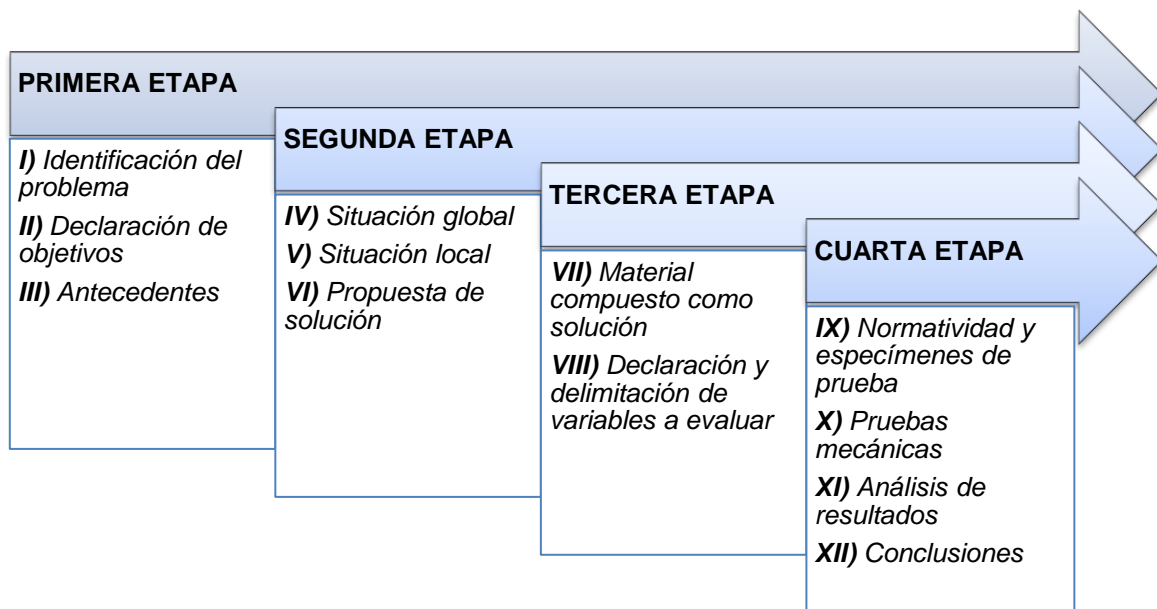 PRIMERA ETAPA
I) Identificación del
problema
II) Declaración de
objetivos
III) Antecedentes
SEGUNDA ETAPA
IV) Situación global
V) Situación local
VI) Propuesta de
solución
TERCERA ETAPA
VII) Material
compuesto como
solución
VIII) Declaración y
delimitación de
variables a evaluar
CUARTA ETAPA
IX) Normatividad y
especímenes de
prueba
X) Pruebas
mecánicas
XI) Análisis de
resultados
XII) Conclusiones